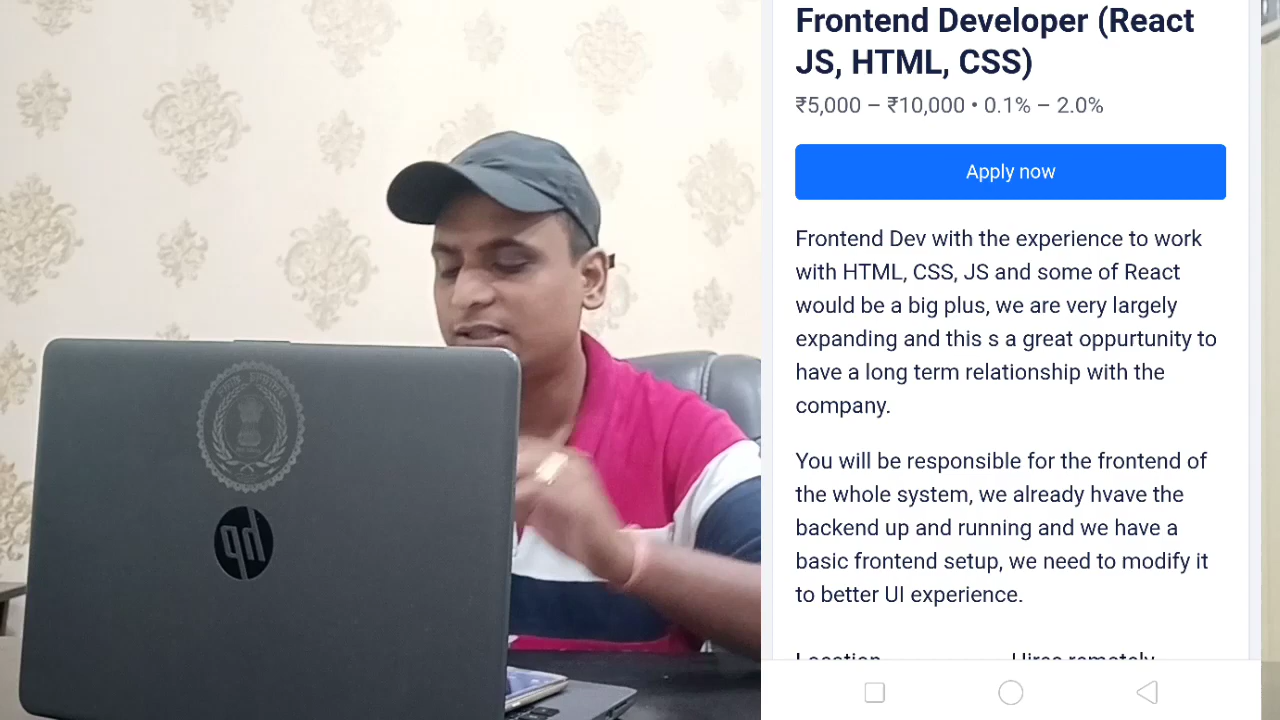 Frontend Developer (React
JS, HTML, CSS)
₹5,000 – ₹10,000 • 0.1% – 2.0%
Apply now
Frontend Dev with the experience to work
with HTML, CSS, JS and some of React
would be a big plus, we are very largely
expanding and this s a great oppurtunity to
have a long term relationship with the
company.
You will be responsible for the frontend of
the whole system, we already hvave the
backend up and running and we have a
basic frontend setup, we need to modify it
to better UI experience.
Location
Hires remotely
hp